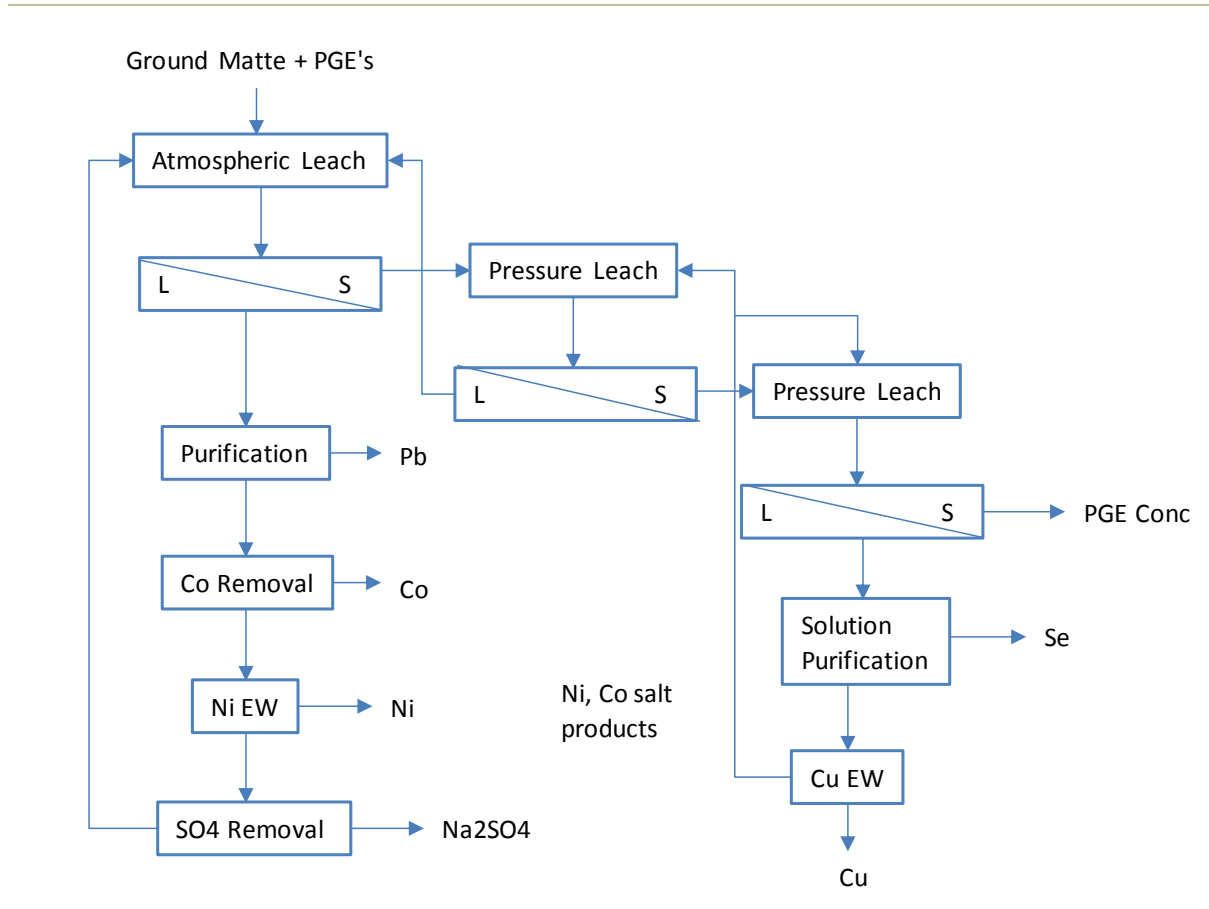 Ground Matte + PGE's
Atmospheric Leach
L S
Pressure Leach
L S
Pressure Leach
Purification
Pb
L S
PGE Conc
Co Removal
Co
Solution
Purification
Se
Ni EW
Ni
Ni, Co salt
products
Cu EW
SO4 Removal
Na2SO4
Cu